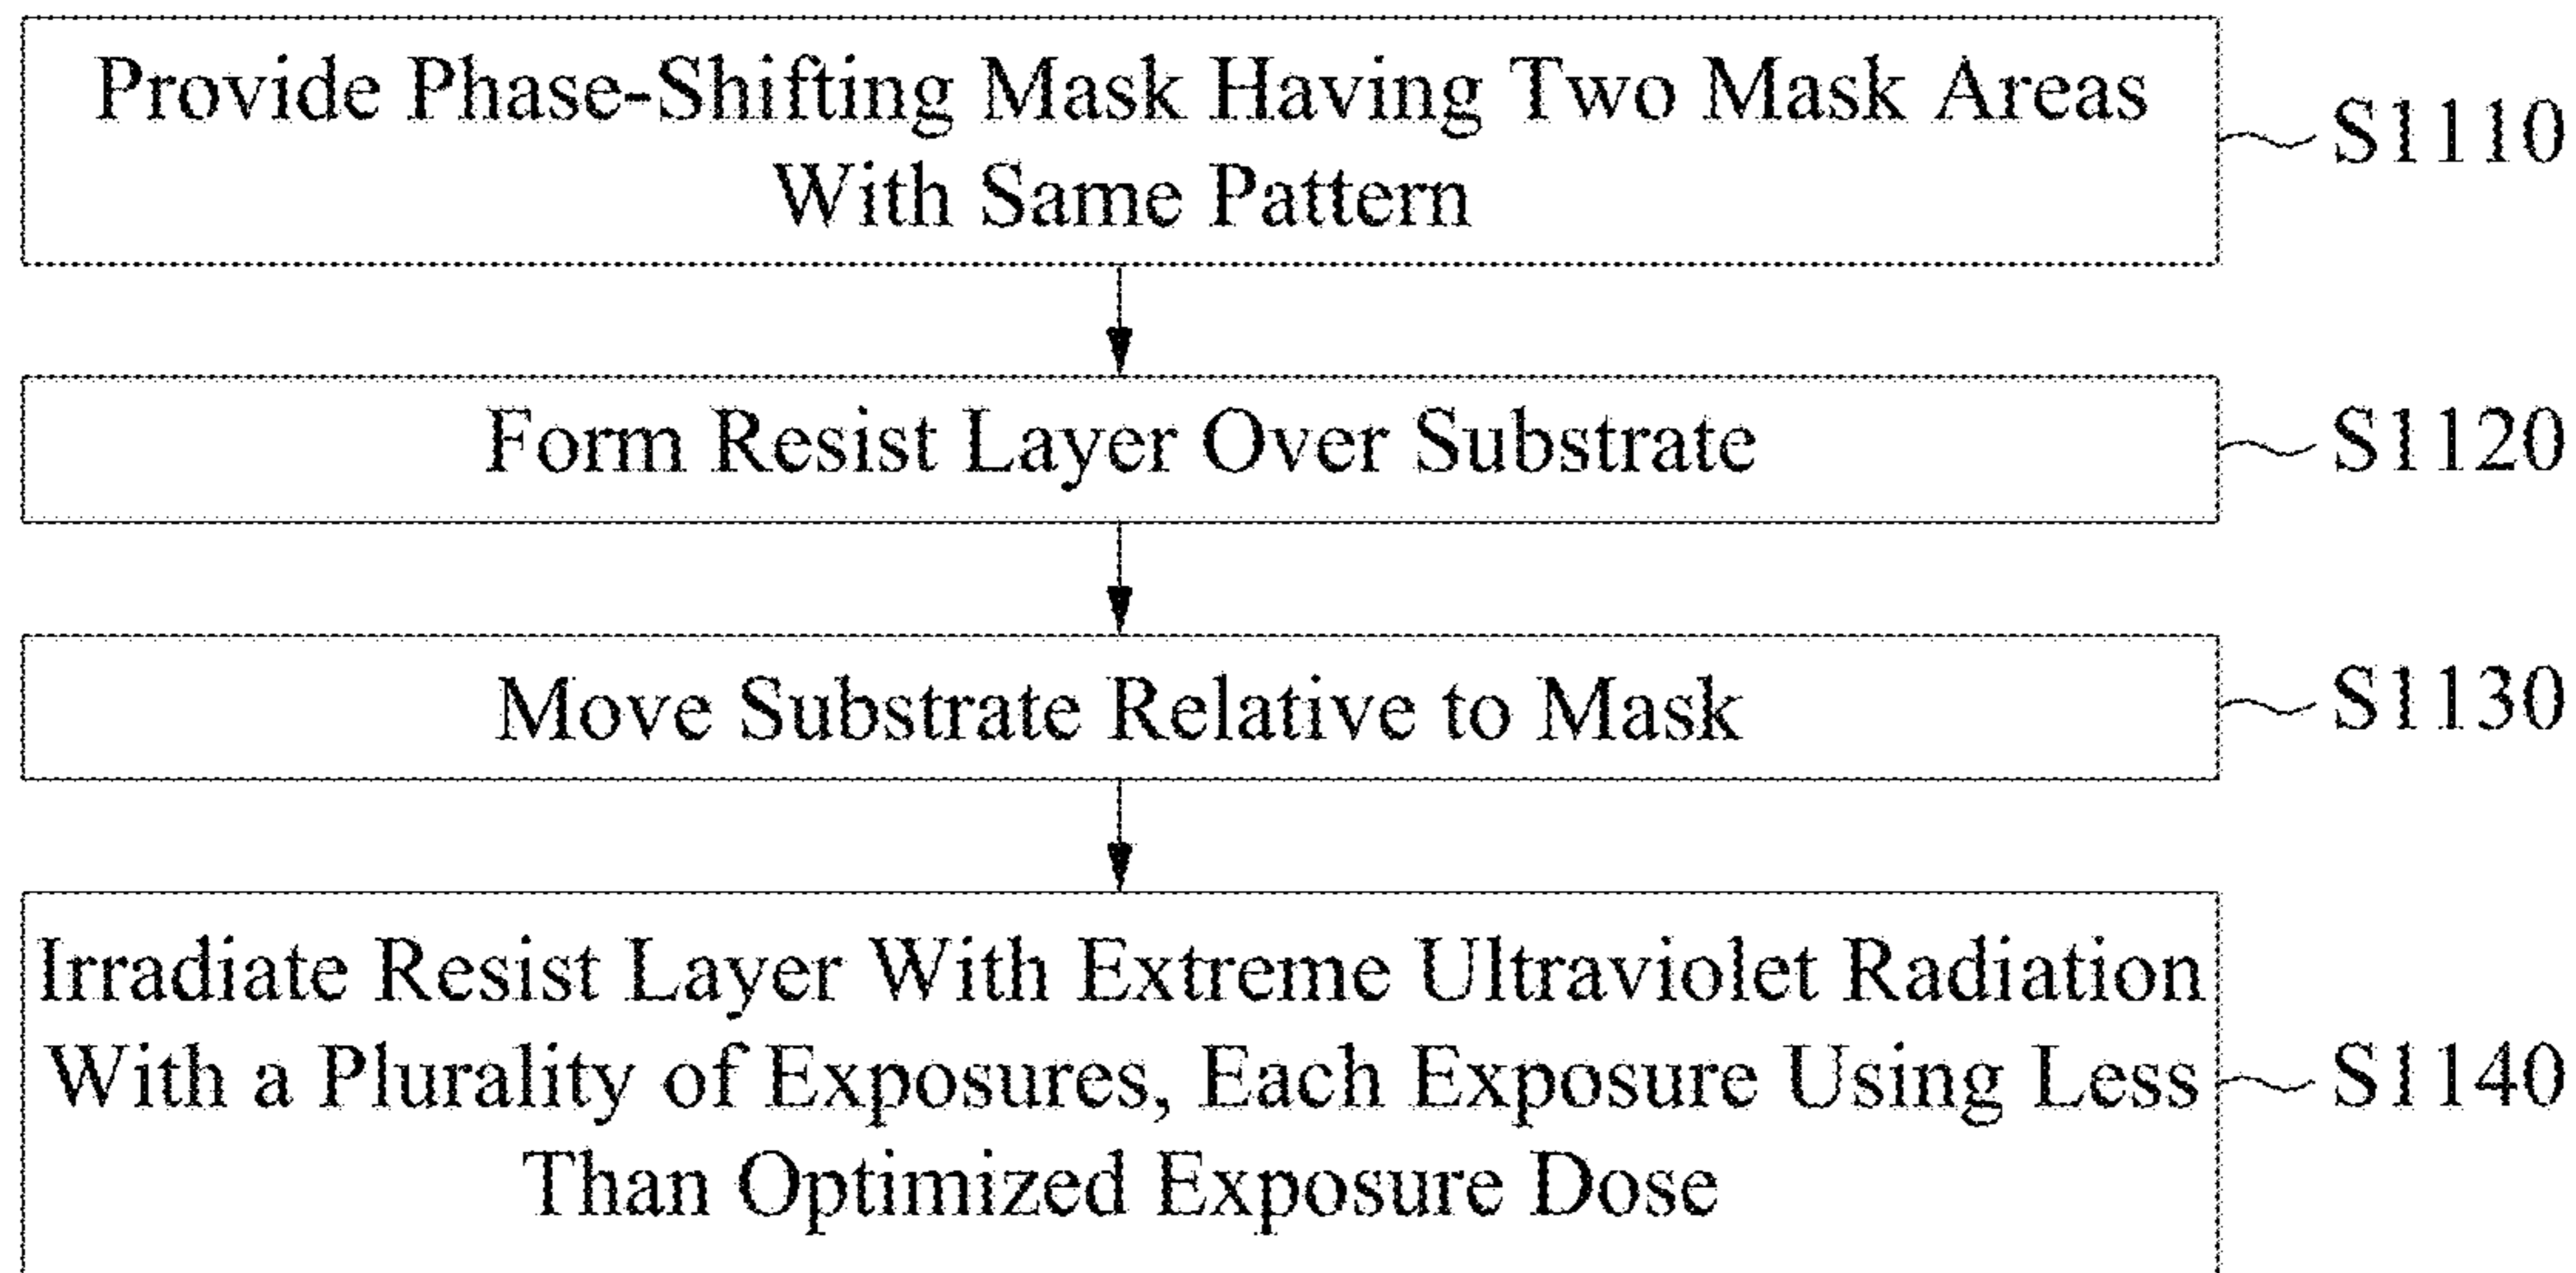 Provide Phase-Shifting Mask Having Two Mask Areas
With Same Pattern
S1110
Form Resist Layer Over Substrate
S1120
Move Substrate Relative to Mask
S1130
Irradiate Resist Layer With Extreme Ultraviolet Radiation
With a Plurality of Exposures, Each Exposure Using Less
Than Optimized Exposure Dose
S1140